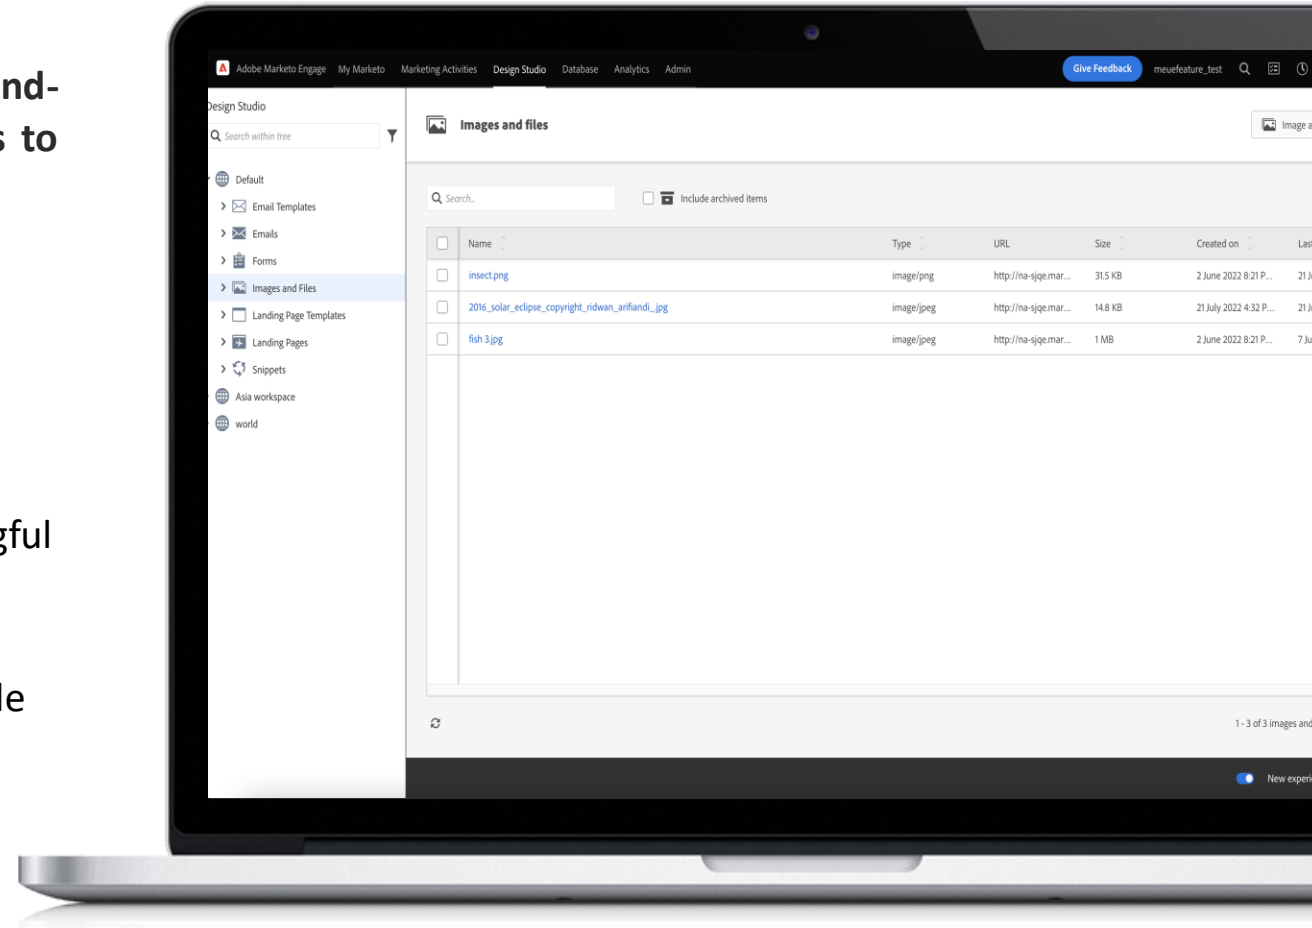 nd-
s to
gful
le
Adobe Marketo Engage My Marketo Marketing Activities Design Studio Database Analytics Admin Give Feedback meuefeature_test
Design Studio
Search within tree
Default
Email Templates
Emails
Forms
Images and Files
Landing Page Templates
Landing Pages
Snippets
Asia workspace
world
Images and files
Image a
Search... Include archived items
Name Type URL Size Created on Las
insect.png image/png http://na-sjqe.mar... 31.5 KB 2 June 2022 8:21 P... 21 J
2016_solar_eclipse_copyright_ridwan_arifiandi_.jpg image/jpeg http://na-sjqe.mar... 14.8 KB 21 July 2022 4:32 P... 21 J
fish 3.jpg image/jpeg http://na-sjqe.mar... 1 MB 2 June 2022 8:21 P... 7 Ju
1 - 3 of 3 images and
New experi